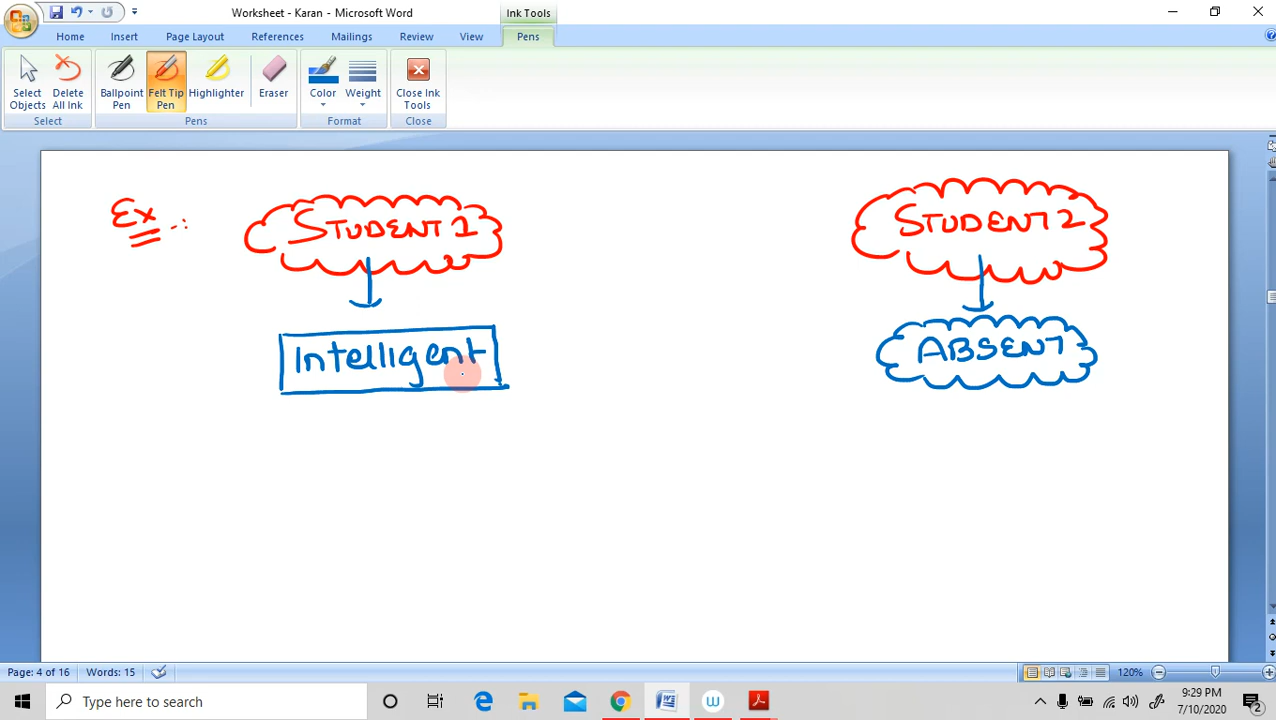 Worksheet - Karan - Microsoft Word
Ink Tools
Home Insert Page Layout References Mailings Review View Pens
Select Objects
Delete All Ink
Ballpoint Pen
Felt Tip Pen
Highlighter
Eraser
Color
Weight
Close Ink Tools
Select Pens Format Close
Ex :
STUDENT 1
STUDENT 2
Intelligent
ABSENT
Page: 4 of 16 Words: 15 120%
Type here to search
9:29 PM
7/10/2020
2